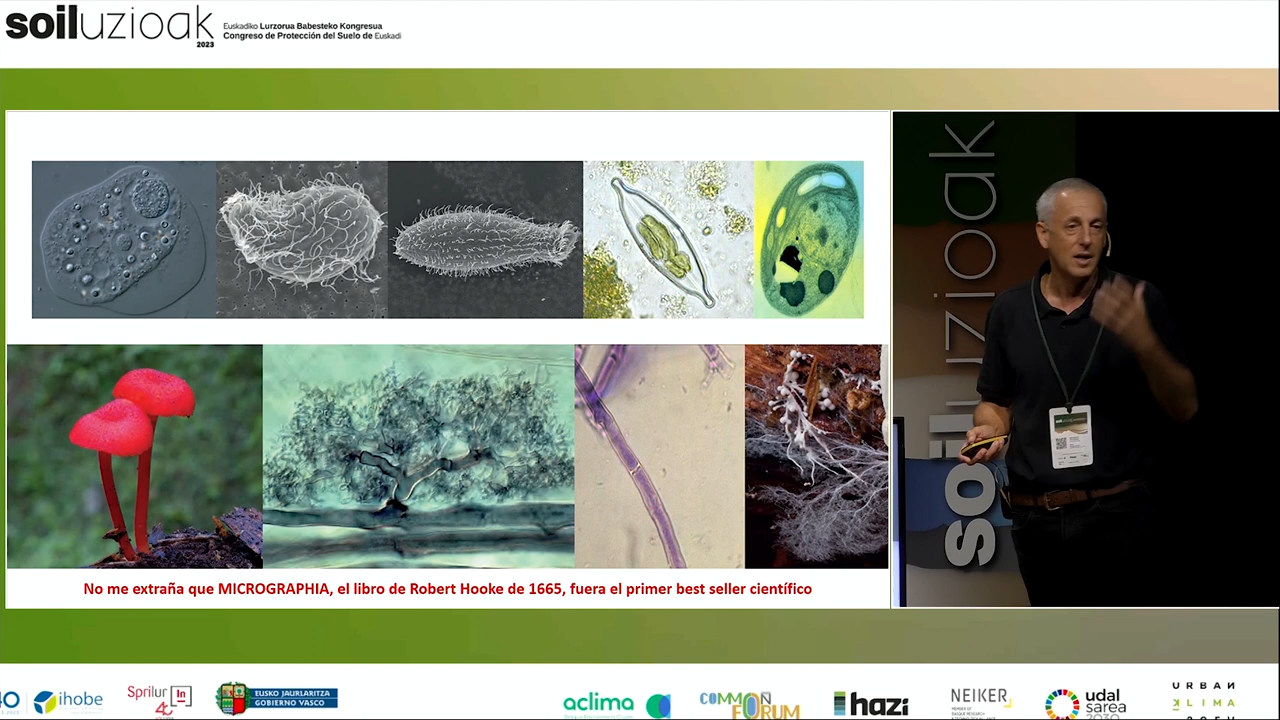 soiluzioak
2023
Euskadiko Lurzorua Babesteko Kongresua
Congreso de Protección del Suelo de Euskadi
soiluzioak
No me extraña que MICROGRAPHIA, el libro de Robert Hooke de 1665, fuera el primer best seller científico
ihobe
Sprilur
EUSKO JAURLARITZA
GOBIERNO VASCO
aclima
COMMON
FORUM
hazi
NEIKER
MEMBER OF
udal
sarea
2030
URBAN
KLIMA